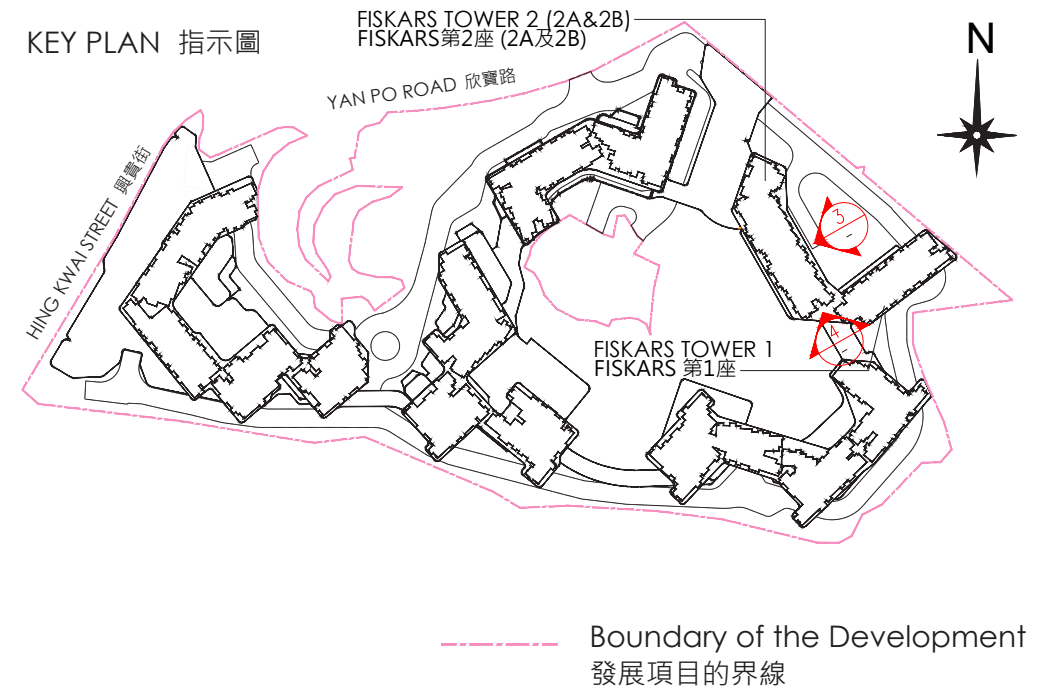 FISKARS TOWER 2 (2A&2B)
FISKARS第2座 (2A及2B)
KEY PLAN 指示圖
N
YAN PO ROAD 欣寶路
HING KWAI STREET 興貴街
3
-
4
-
FISKARS TOWER 1
FISKARS 第1座
Boundary of the Development
發展項目的界線